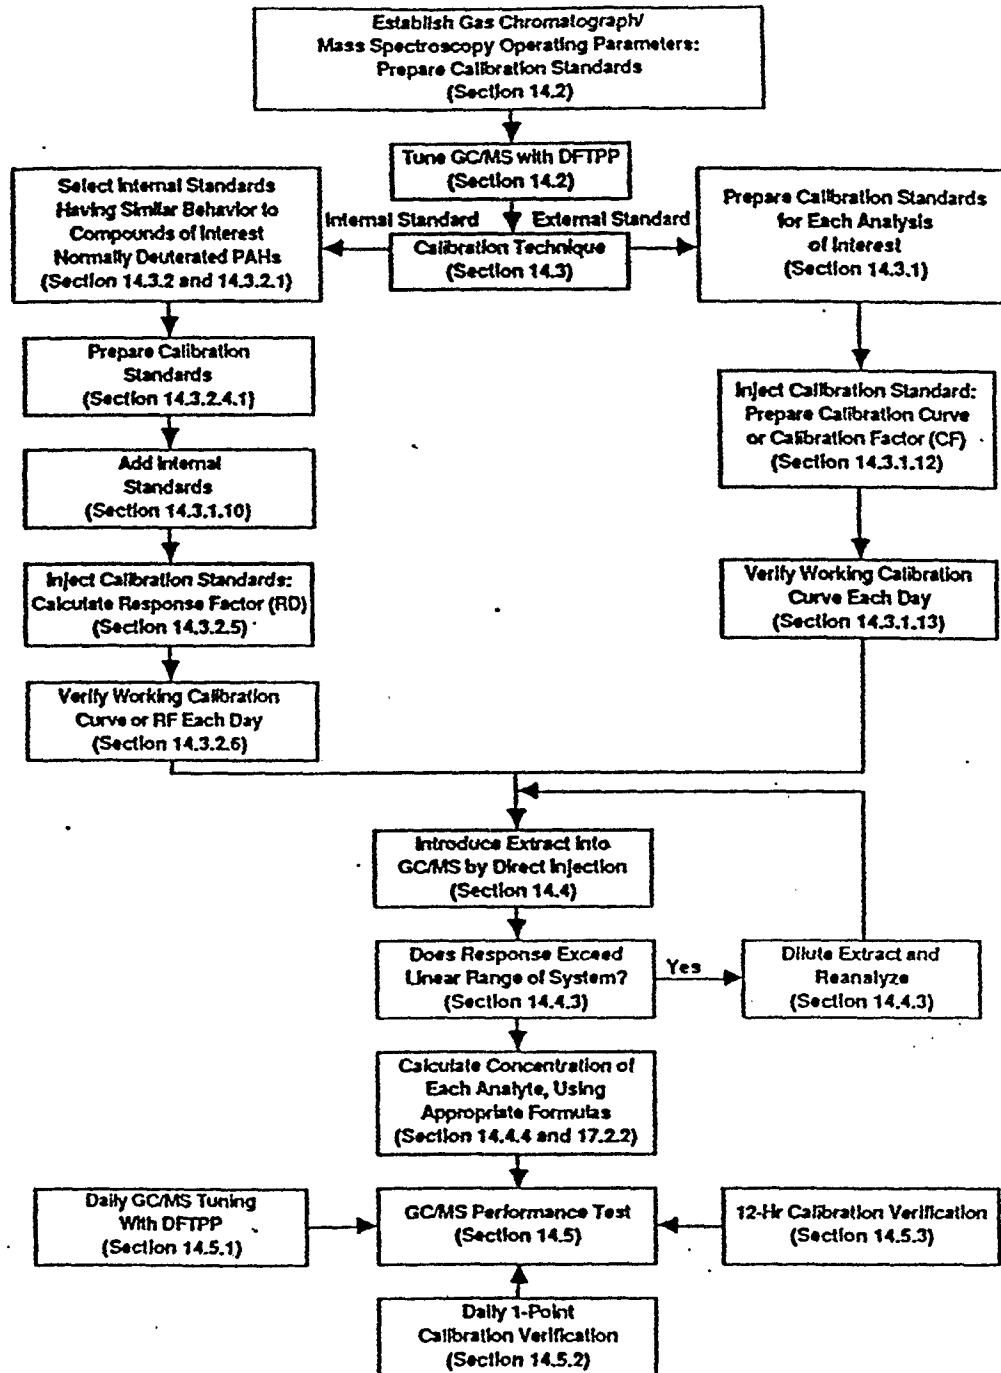 Establish Gas Chromatograph/
Mass Spectroscopy Operating Parameters:
Prepare Calibration Standards
(Section 14.2)
Tune GC/MS with DFTPP
(Section 14.2)
Select Internal Standards
Having Similar Behavior to
Compounds of Interest
Normally Deuterated PAHs
(Section 14.3.2 and 14.3.2.1)
Internal Standard
External Standard
Calibration Technique
(Section 14.3)
Prepare Calibration Standards
for Each Analysis
of Interest
(Section 14.3.1)
Prepare Calibration
Standards
(Section 14.3.2.4.1)
Inject Calibration Standard:
Prepare Calibration Curve
or Calibration Factor (CF)
(Section 14.3.1.12)
Add Internal
Standards
(Section 14.3.1.10)
Inject Calibration Standards:
Calculate Response Factor (RD)
(Section 14.3.2.5)
Verify Working Calibration
Curve Each Day
(Section 14.3.1.13)
Verify Working Calibration
Curve or RF Each Day
(Section 14.3.2.6)
Introduce Extract into
GC/MS by Direct Injection
(Section 14.4)
Does Response Exceed
Linear Range of System?
(Section 14.4.3)
Yes
Dilute Extract and
Reanalyze
(Section 14.4.3)
Calculate Concentration of
Each Analyte, Using
Appropriate Formulas
(Section 14.4.4 and 17.2.2)
Daily GC/MS Tuning
With DFTPP
(Section 14.5.1)
GC/MS Performance Test
(Section 14.5)
12-Hr Calibration Verification
(Section 14.5.3)
Daily 1-Point
Calibration Verification
(Section 14.5.2)